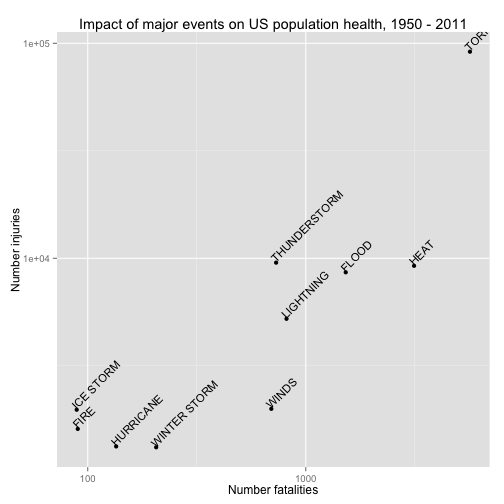 Impact of major events on US population health, 1950 - 2011
1e+05
THUNDERSTORM
1e+04
FLOOD
HEAT
LIGHTNING
Number injuries
ICE STORM
FIRE
HURRICANE
WINTER STORM
WINDS
100
1000
Number fatalities